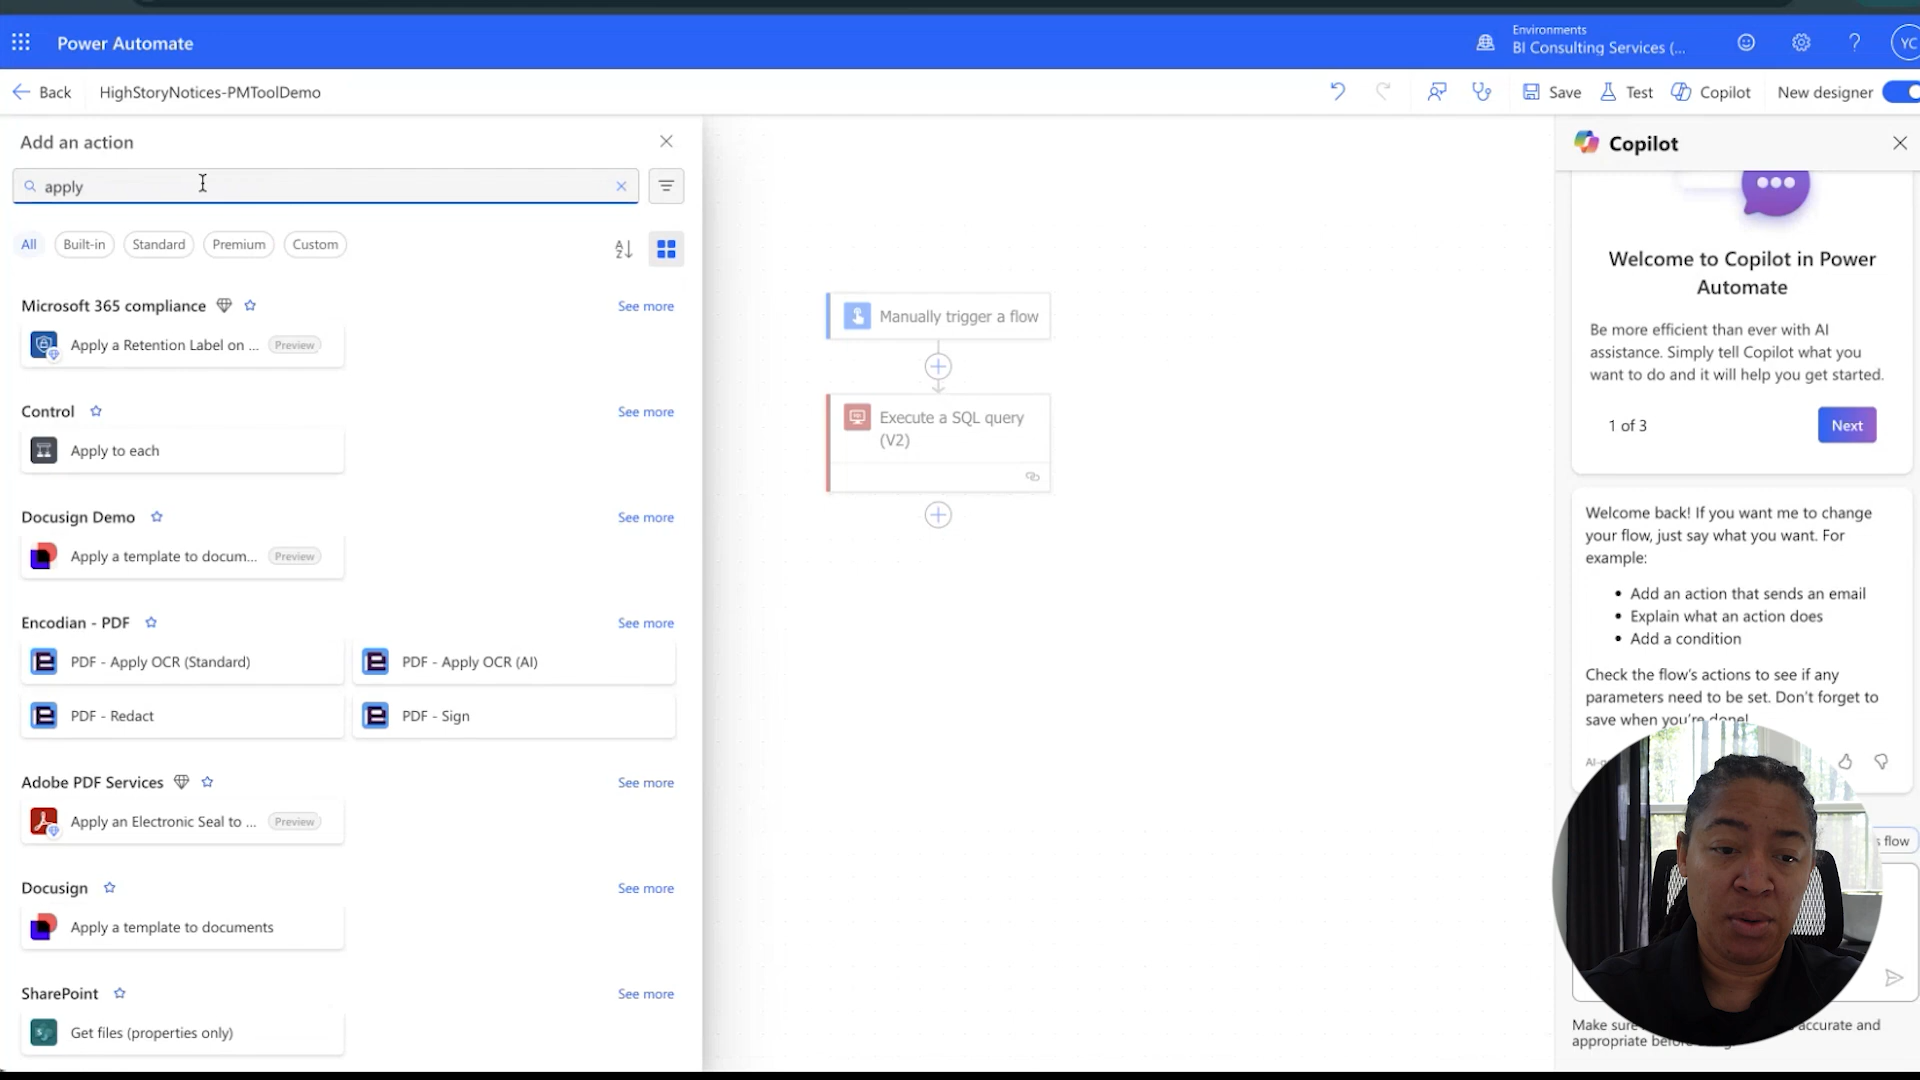 Power Automate
Environments
BI Consulting Services (...
YC
Back
HighStoryNotices-PMToolDemo
Save
Test
Copilot
New designer
Add an action
apply
All
Built-in
Standard
Premium
Custom
Microsoft 365 compliance
See more
Apply a Retention Label on ...
Preview
Control
See more
Apply to each
Docusign Demo
See more
Apply a template to docum...
Preview
Encodian - PDF
See more
PDF - Apply OCR (Standard)
PDF - Apply OCR (AI)
PDF - Redact
PDF - Sign
Adobe PDF Services
See more
Apply an Electronic Seal to ...
Preview
Docusign
See more
Apply a template to documents
SharePoint
See more
Get files (properties only)
Manually trigger a flow
Execute a SQL query
(V2)
Copilot
Welcome to Copilot in Power
Automate
Be more efficient than ever with AI
assistance. Simply tell Copilot what you
want to do and it will help you get started.
1 of 3
Next
Welcome back! If you want me to change
your flow, just say what you want. For
example:
• Add an action that sends an email
• Explain what an action does
• Add a condition
Check the flow's actions to see if any
parameters need to be set. Don't forget to
save when you're done!
flow
Make sure accurate and
appropriate